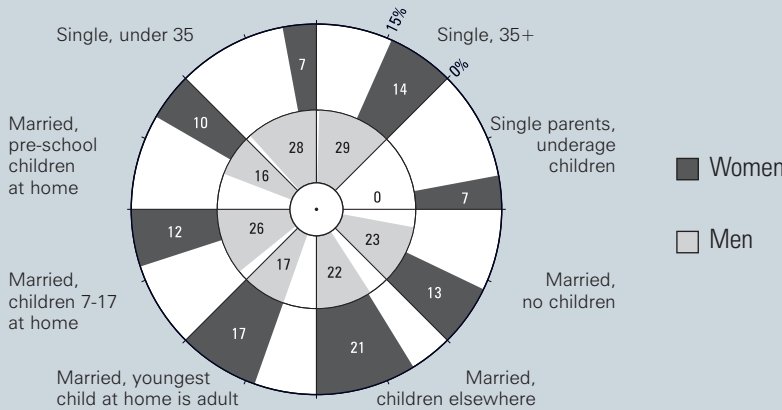 Single, under 35
15%
Single, 35+
0%
7
14
28
29
10
16
Married,
pre-school
children
at home
Single parents,
underage
children
0
7
Women
Men
12
26
23
13
Married,
children 7-17
at home
17
22
Married,
no children
17
21
Married, youngest
child at home is adult
Married,
children elsewhere